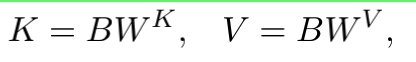 K = BW^K, V = BW^V,